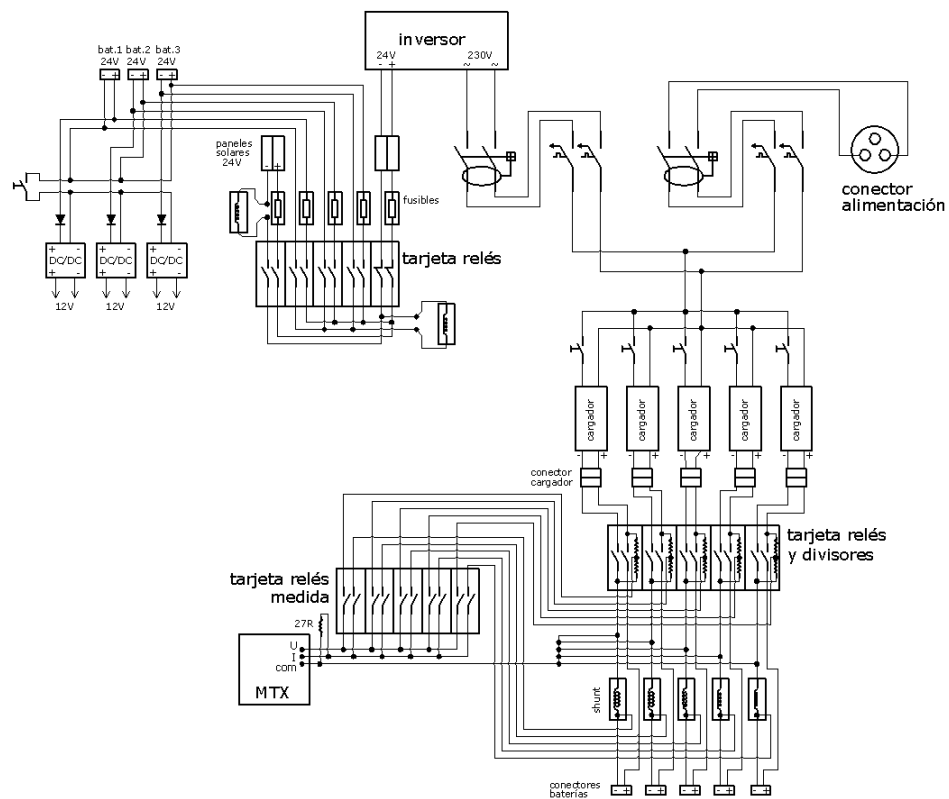 inversor
24V 230V
- + ~ ~
bat.1 bat.2 bat.3
24V 24V 24V
- + - + - +
paneles
solares
24V
- +
fusibles
conector
alimentación
+ - + - + -
DC/DC DC/DC DC/DC
+ - + - + -
12V 12V 12V
tarjeta relés
cargador cargador cargador cargador cargador
- + - + - + - + - +
conector
cargador
tarjeta relés
y divisores
tarjeta relés
medida
27R
U
I
com
MTX
shunt
conectores
baterías
- + - + - + - + - +